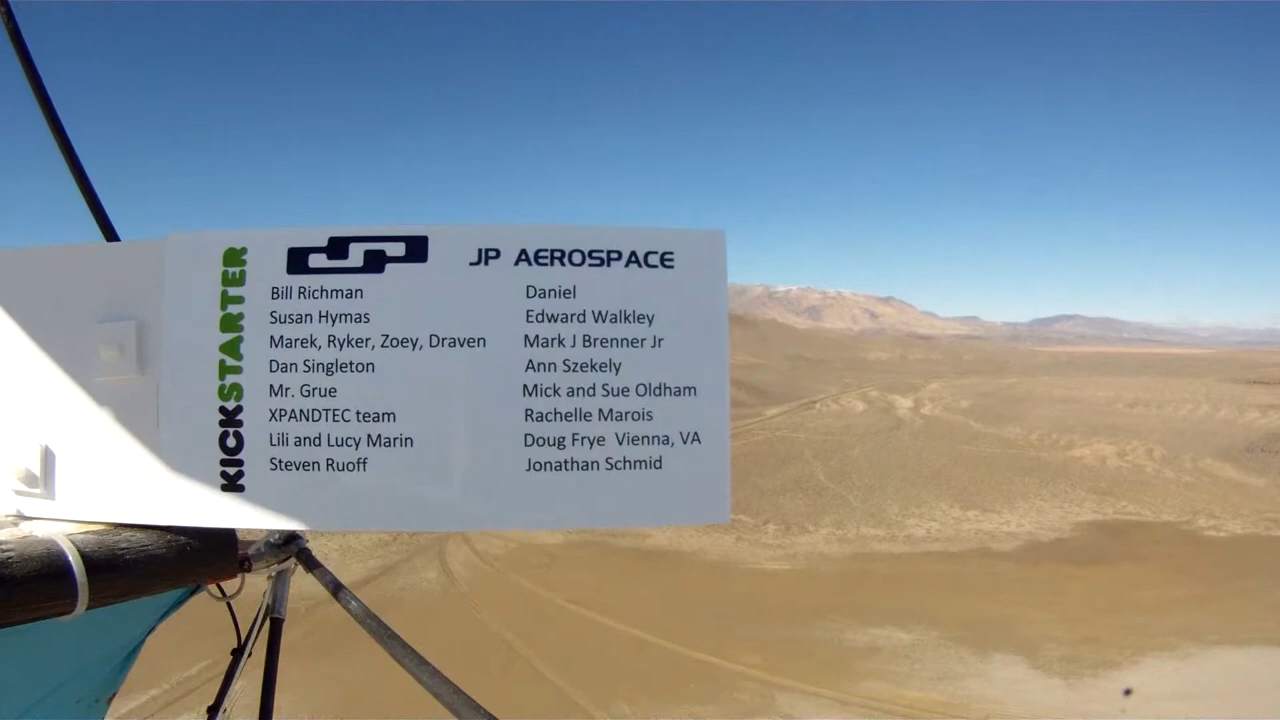 KICKSTARTER
JP AEROSPACE
Bill Richman
Susan Hymas
Marek, Ryker, Zoey, Draven
Dan Singleton
Mr. Grue
XPANDTEC team
Lili and Lucy Marin
Steven Ruoff
Daniel
Edward Walkley
Mark J Brenner Jr
Ann Szekely
Mick and Sue Oldham
Rachelle Marois
Doug Frye  Vienna, VA
Jonathan Schmid